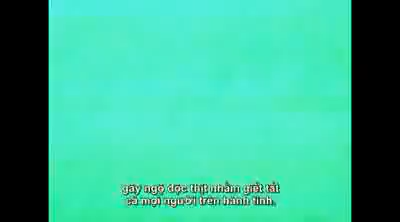 gây ngộ độc thịt nhằm giết tất
cả mọi người trên hành tinh.